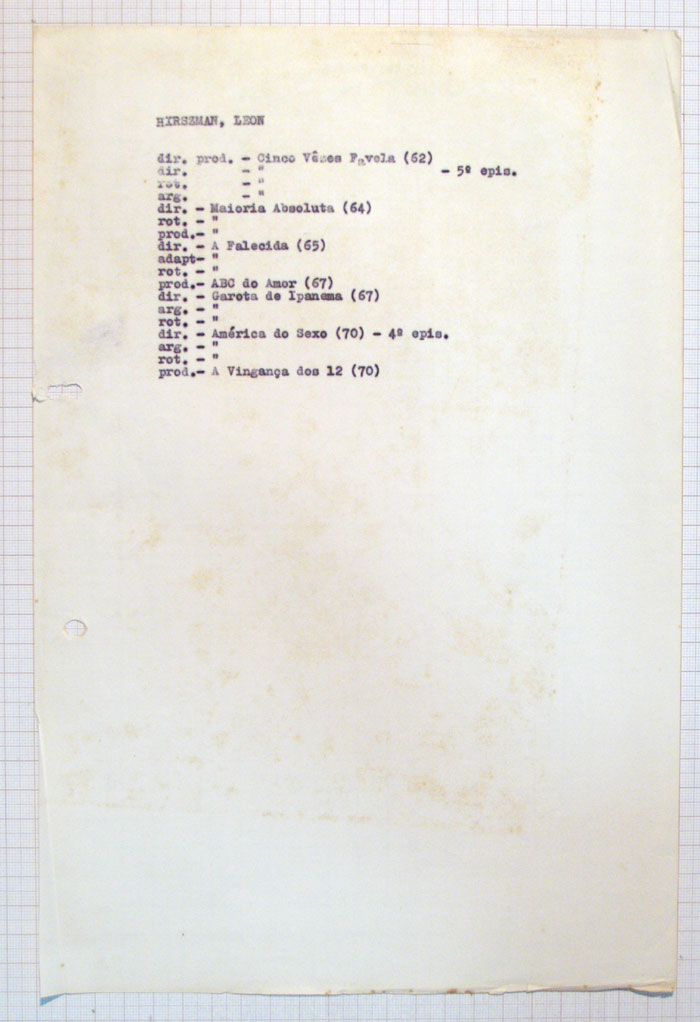 HIRSZMAN, LEON
dir. prod. - Cinco Vêzes Favela (62)
dir. - " - 5º epis.
rot. - "
arg. - "
dir. - Maioria Absoluta (64)
rot. - "
prod.- "
dir. - A Falecida (65)
adapt- "
rot. - "
prod.- ABC do Amor (67)
dir. - Garota de Ipanema (67)
arg. - "
rot. - "
dir. - América do Sexo (70) - 4º epis.
arg. - "
rot. - "
prod.- A Vingança dos 12 (70)